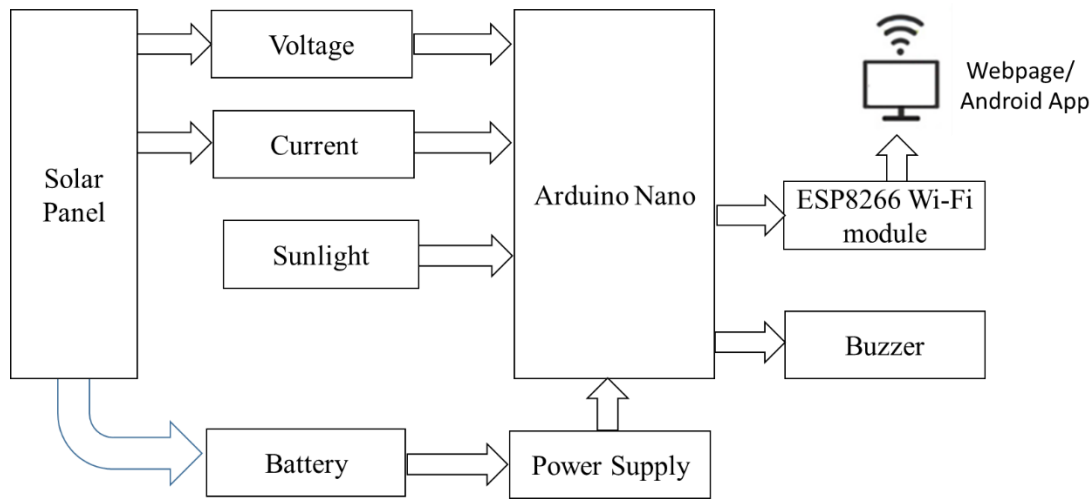 Solar
Panel
Voltage
Current
Sunlight
Battery
Arduino Nano
Power Supply
ESP8266 Wi-Fi
module
Buzzer
Webpage/
Android App